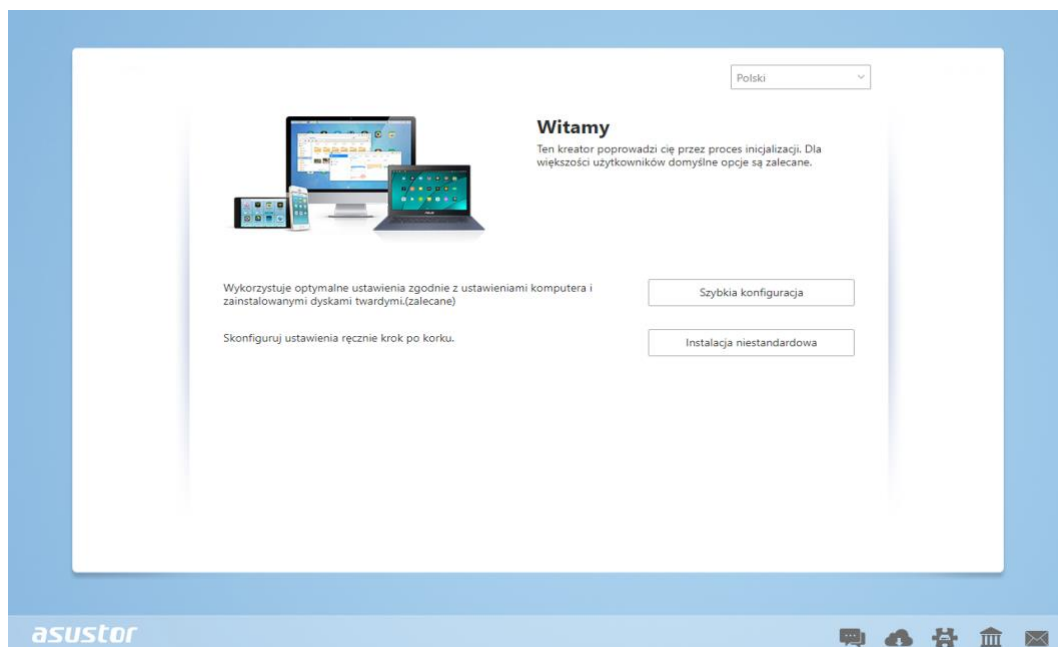 Polski
Witamy
Ten kreator poprowadzi cię przez proces inicjalizacji. Dla
większości użytkowników domyślne opcje są zalecane.
Wykorzystuje optymalne ustawienia zgodnie z ustawieniami komputera i
zainstalowanymi dyskami twardymi.(zalecane)
Szybkia konfiguracja
Skonfiguruj ustawienia ręcznie krok po korku.
Instalacja niestandardowa
asustor